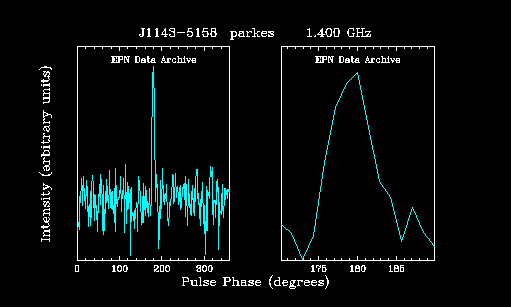 J1143-5158 parkes 1.400 GHz
EPN Data Archive
EPN Data Archive
Intensity (arbitrary units)
0 100 200 300
175 180 185
Pulse Phase (degrees)